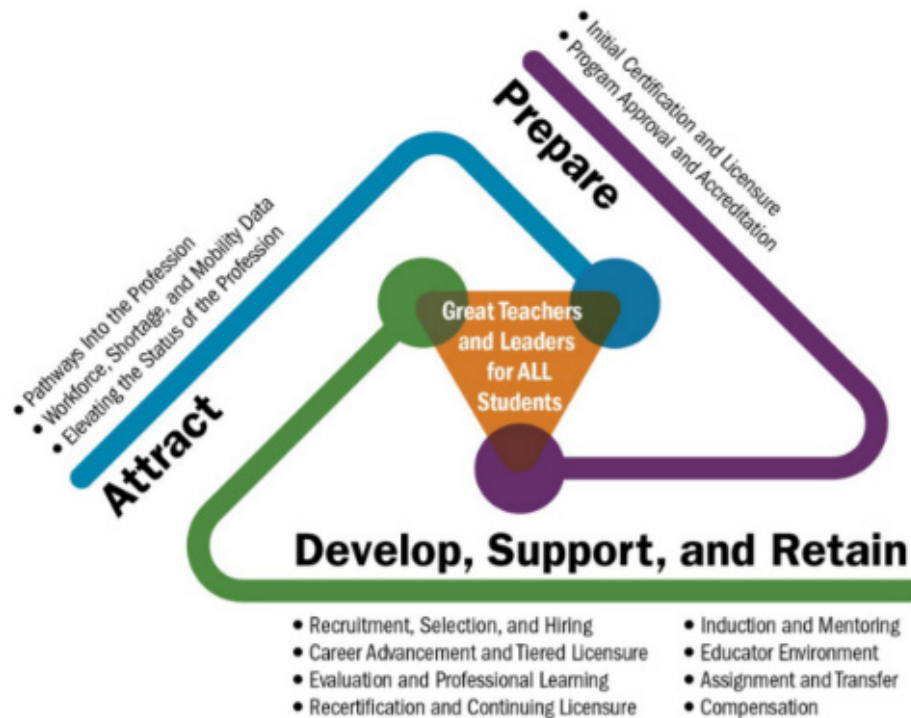 • Initial Certification and Licensure
• Program Approval and Accreditation
Prepare
• Pathways Into the Profession
• Workforce, Shortage, and Mobility Data
• Elevating the Status of the Profession
Attract
Great Teachers
and Leaders
for ALL
Students
Develop, Support, and Retain
• Recruitment, Selection, and Hiring
• Career Advancement and Tiered Licensure
• Evaluation and Professional Learning
• Recertification and Continuing Licensure
• Induction and Mentoring
• Educator Environment
• Assignment and Transfer
• Compensation